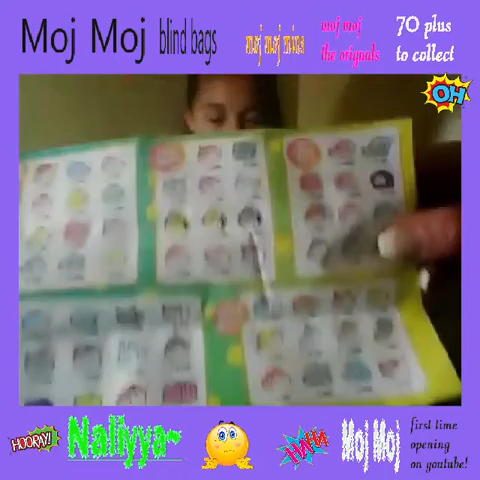 Moj Moj blind bags
moj moj minis
moj moj
the orignals
70 plus
to collect
OH
HOORAY!
Naliyya~
HAHA
Moj Moj
first time
opening
on youtube!